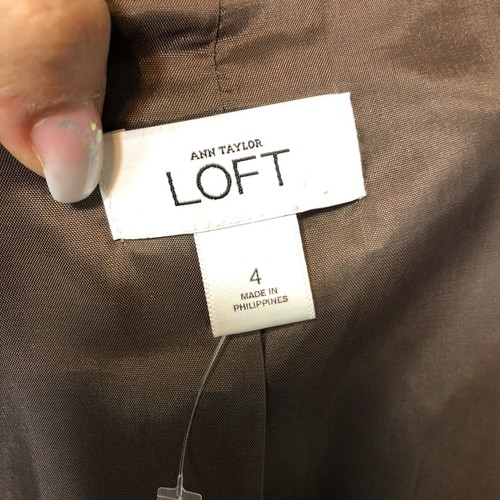 ANN TAYLOR
LOFT
4
MADE IN
PHILIPPINES